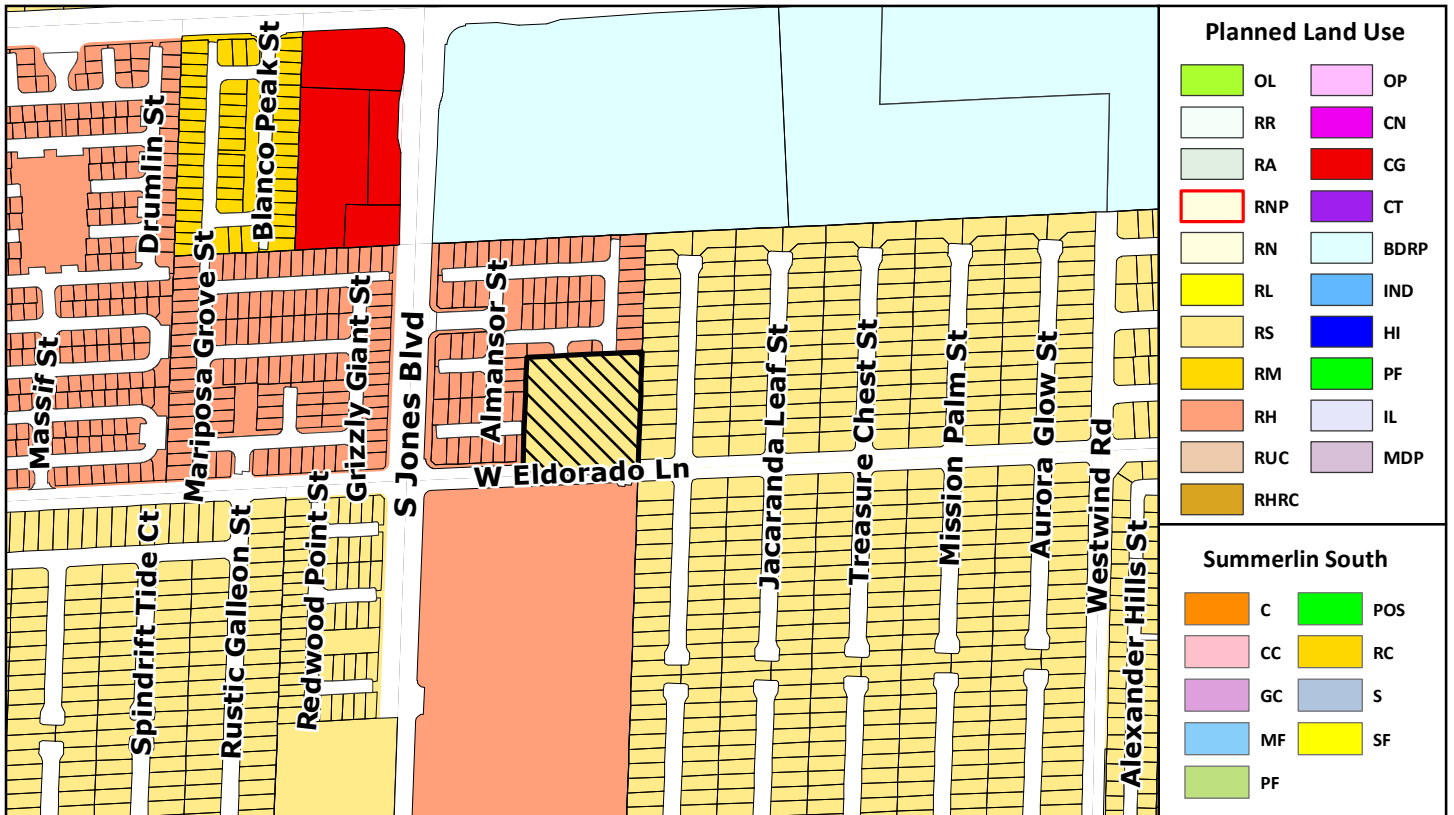 Drumlin St
Blanco Peak St
Massif St
Mariposa Grove St
Grizzly Giant St
S Jones Blvd
Almansor St
W Eldorado Ln
Jacaranda Leaf St
Treasure Chest St
Mission Palm St
Aurora Glow St
Westwind Rd
Alexander Hills St
Spindrift Tide Ct
Rustic Galleon St
Redwood Point St
Planned Land Use
OL
OP
RR
CN
RA
CG
RNP
CT
RN
BDRP
RL
IND
RS
HI
RM
PF
RH
IL
RUC
MDP
RHRC
Summerlin South
C
POS
CC
RC
GC
S
MF
SF
PF